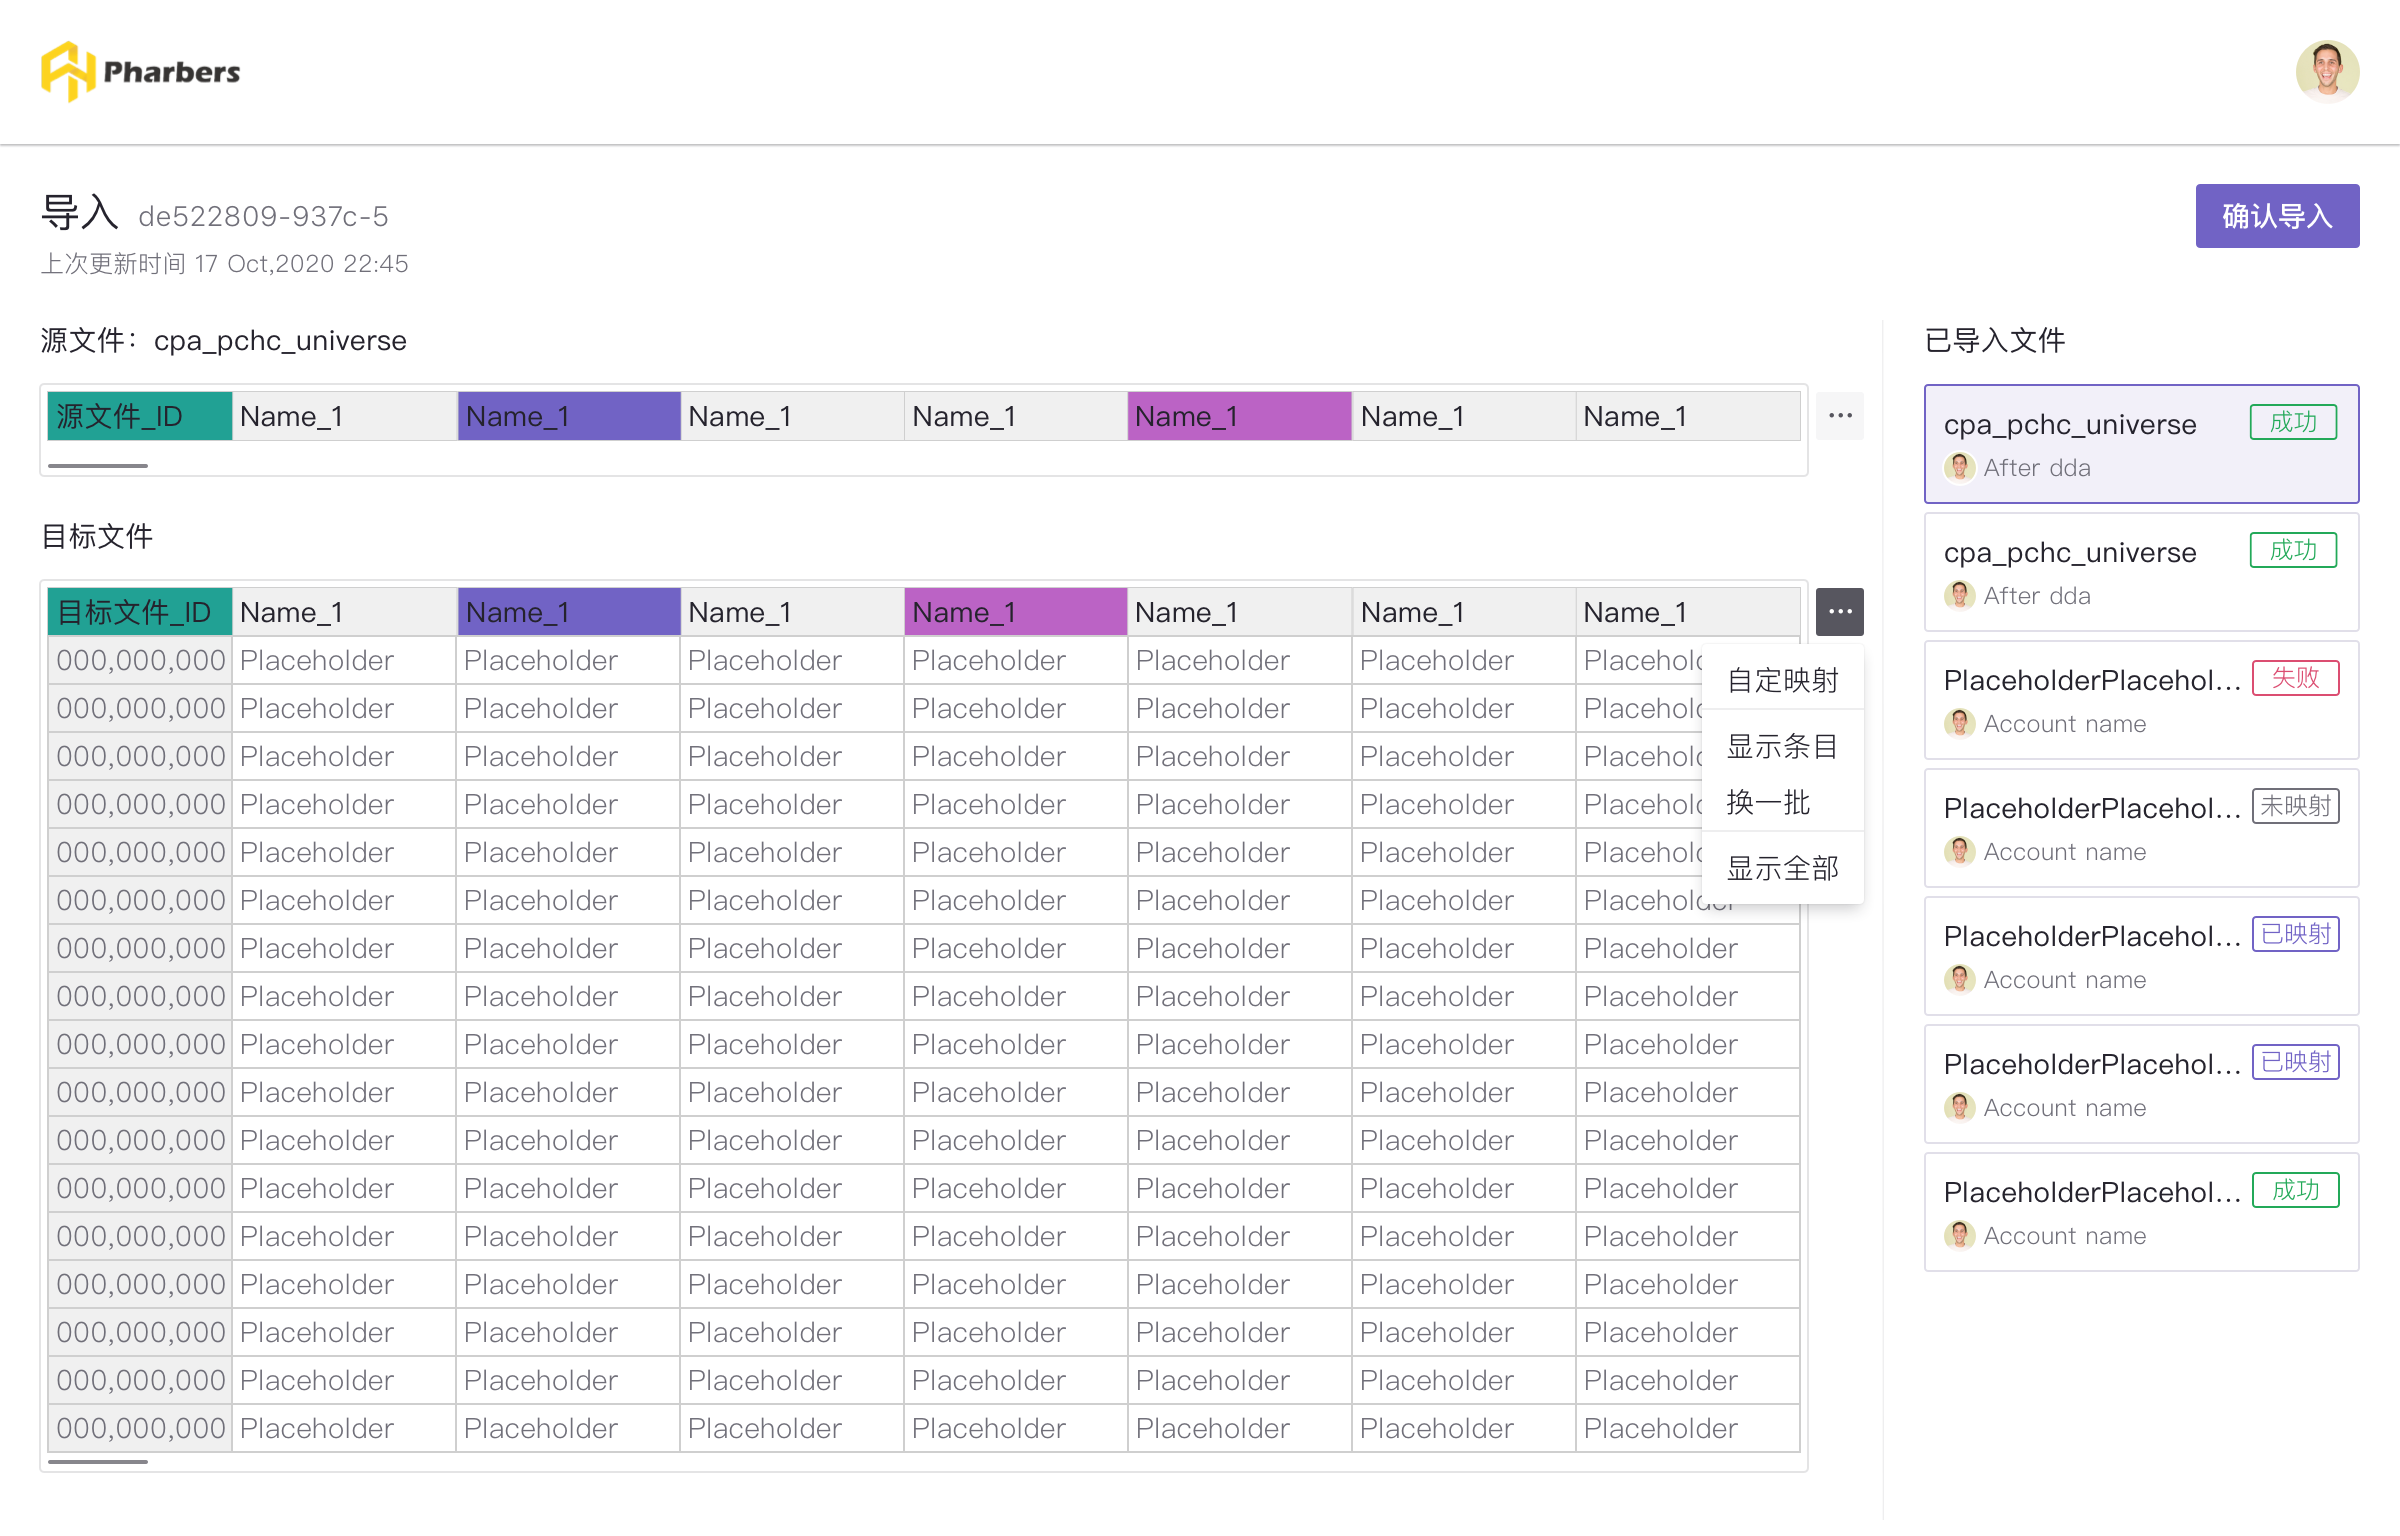 Pharbers
导入 de522809-937c-5
确认导入
上次更新时间 17 Oct,2020 22:45
源文件：cpa_pchc_universe
源文件_ID Name_1 Name_1 Name_1 Name_1 Name_1 Name_1 Name_1
目标文件
目标文件_ID Name_1 Name_1 Name_1 Name_1 Name_1 Name_1 Name_1
000,000,000 Placeholder Placeholder Placeholder Placeholder Placeholder Placeholder Placehold
000,000,000 Placeholder Placeholder Placeholder Placeholder Placeholder Placeholder Placehold
000,000,000 Placeholder Placeholder Placeholder Placeholder Placeholder Placeholder Placehold
000,000,000 Placeholder Placeholder Placeholder Placeholder Placeholder Placeholder Placehold
000,000,000 Placeholder Placeholder Placeholder Placeholder Placeholder Placeholder Placehold
000,000,000 Placeholder Placeholder Placeholder Placeholder Placeholder Placeholder Placeholder
000,000,000 Placeholder Placeholder Placeholder Placeholder Placeholder Placeholder Placeholder
000,000,000 Placeholder Placeholder Placeholder Placeholder Placeholder Placeholder Placeholder
000,000,000 Placeholder Placeholder Placeholder Placeholder Placeholder Placeholder Placeholder
000,000,000 Placeholder Placeholder Placeholder Placeholder Placeholder Placeholder Placeholder
000,000,000 Placeholder Placeholder Placeholder Placeholder Placeholder Placeholder Placeholder
000,000,000 Placeholder Placeholder Placeholder Placeholder Placeholder Placeholder Placeholder
000,000,000 Placeholder Placeholder Placeholder Placeholder Placeholder Placeholder Placeholder
000,000,000 Placeholder Placeholder Placeholder Placeholder Placeholder Placeholder Placeholder
000,000,000 Placeholder Placeholder Placeholder Placeholder Placeholder Placeholder Placeholder
000,000,000 Placeholder Placeholder Placeholder Placeholder Placeholder Placeholder Placeholder
000,000,000 Placeholder Placeholder Placeholder Placeholder Placeholder Placeholder Placeholder
自定映射
显示条目
换一批
显示全部
已导入文件
cpa_pchc_universe 成功
After dda
cpa_pchc_universe 成功
After dda
PlaceholderPlacehol... 失败
Account name
PlaceholderPlacehol... 未映射
Account name
PlaceholderPlacehol... 已映射
Account name
PlaceholderPlacehol... 已映射
Account name
PlaceholderPlacehol... 成功
Account name